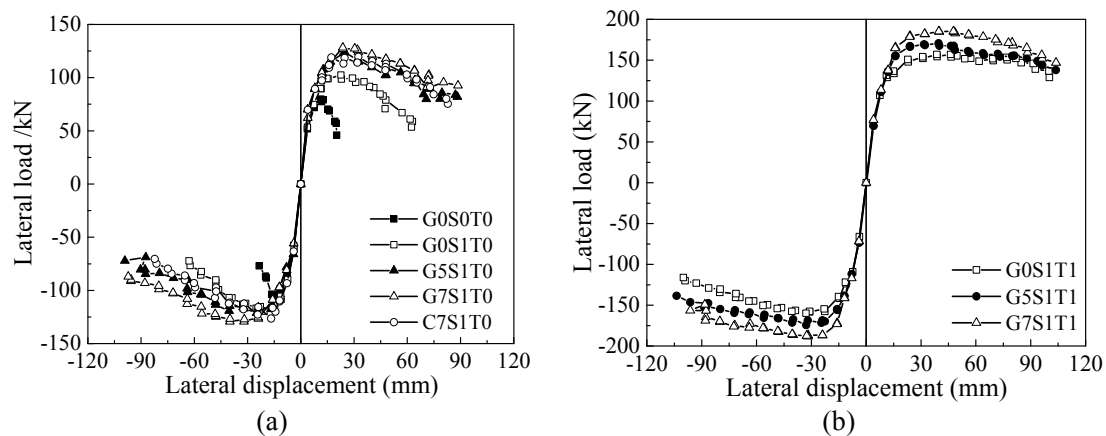 150
100
50
0
-50
-100
-150
Lateral load /kN
G0S0T0
G0S1T0
G5S1T0
G7S1T0
C7S1T0
-120 -90 -60 -30 0 30 60 90 120
Lateral displacement (mm)
(a)
200
150
100
50
0
-50
-100
-150
-200
Lateral load (kN)
G0S1T1
G5S1T1
G7S1T1
-120 -90 -60 -30 0 30 60 90 120
Lateral displacement (mm)
(b)